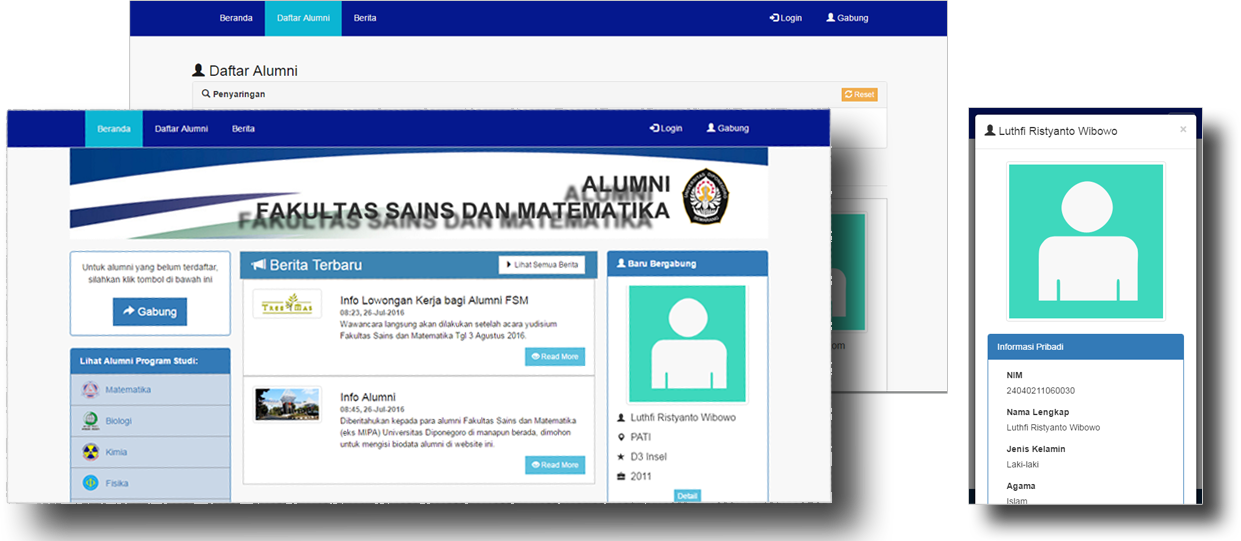 Beranda Daftar Alumni Berita Login Gabung
Daftar Alumni
Penyaringan Reset
Beranda Daftar Alumni Berita Login Gabung
ALUMNI
FAKULTAS SAINS DAN MATEMATIKA
Untuk alumni yang belum terdaftar,
silahkan klik tombol di bawah ini
Gabung
Lihat Alumni Program Studi:
Matematika
Biologi
Kimia
Fisika
Berita Terbaru Lihat Semua Berita
Info Lowongan Kerja bagi Alumni FSM
08:23, 26-Jul-2016
Wawancara langsung akan dilakukan setelah acara yudisium
Fakultas Sains dan Matematika Tgl 3 Agustus 2016.
Read More
Info Alumni
08:45, 26-Jul-2016
Diberitahukan kepada para alumni Fakultas Sains dan Matematika
(eks MIPA) Universitas Diponegoro di manapun berada, dimohon
untuk mengisi biodata alumni di website ini.
Read More
Baru Bergabung
Luthfi Ristyanto Wibowo
PATI
D3 Insel
2011
Detail
om
Luthfi Ristyanto Wibowo ×
Informasi Pribadi
NIM
24040211060030
Nama Lengkap
Luthfi Ristyanto Wibowo
Jenis Kelamin
Laki-laki
Agama
Islam